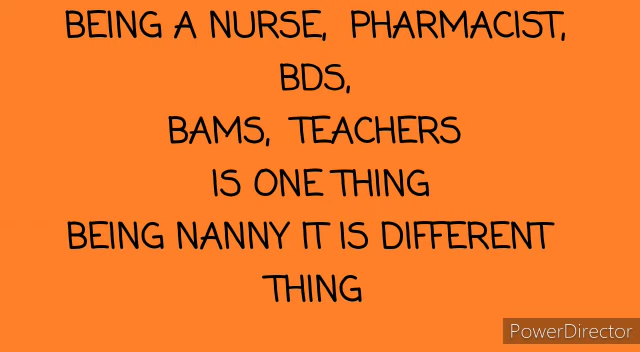 BEING A NURSE, PHARMACIST,
BDS,
BAMS, TEACHERS
IS ONE THING
BEING NANNY IT IS DIFFERENT
THING
PowerDirector